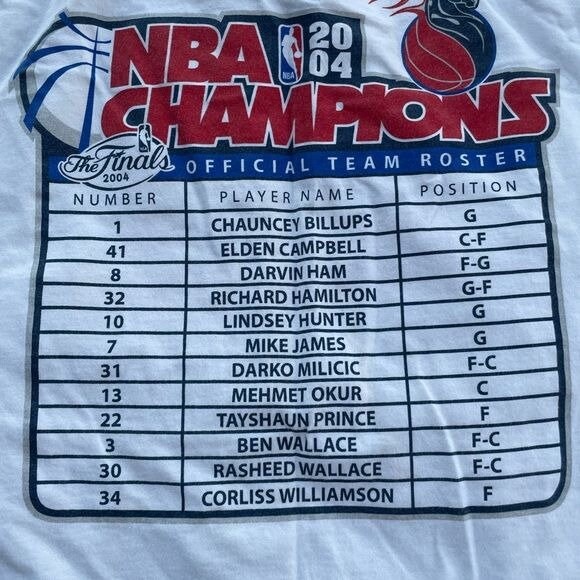 NBA NBA 20
04
CHAMPIONS
The Finals
2004
OFFICIAL TEAM ROSTER
NUMBER PLAYER NAME POSITION
1 CHAUNCEY BILLUPS G
41 ELDEN CAMPBELL C-F
8 DARVIN HAM F-G
32 RICHARD HAMILTON G-F
10 LINDSEY HUNTER G
7 MIKE JAMES G
31 DARKO MILICIC F-C
13 MEHMET OKUR C
22 TAYSHAUN PRINCE F
3 BEN WALLACE F-C
30 RASHEED WALLACE F-C
34 CORLISS WILLIAMSON F